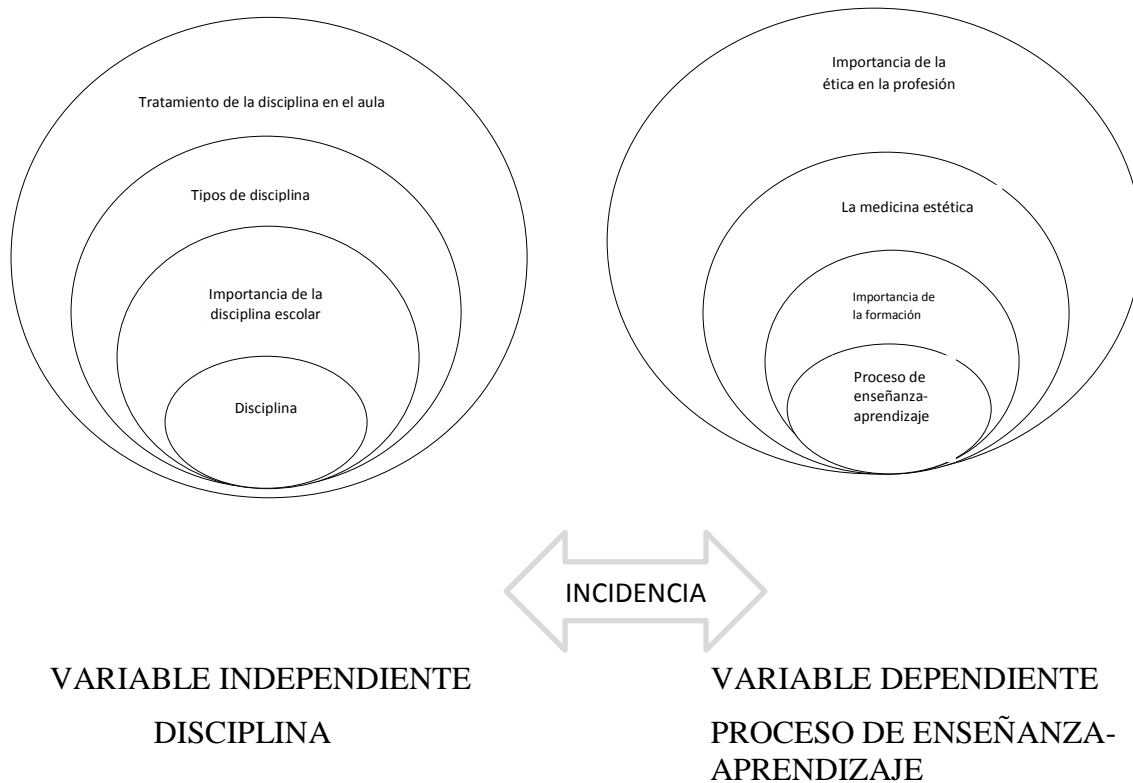 Tratamiento de la disciplina en el aula
Tipos de disciplina
Importancia de la
disciplina escolar
Disciplina
Importancia de la
ética en la profesión
La medicina estética
Importancia de
la formación
Proceso de
enseñanza-
aprendizaje
INCIDENCIA
VARIABLE INDEPENDIENTE
DISCIPLINA
VARIABLE DEPENDIENTE
PROCESO DE ENSEÑANZA-
APRENDIZAJE